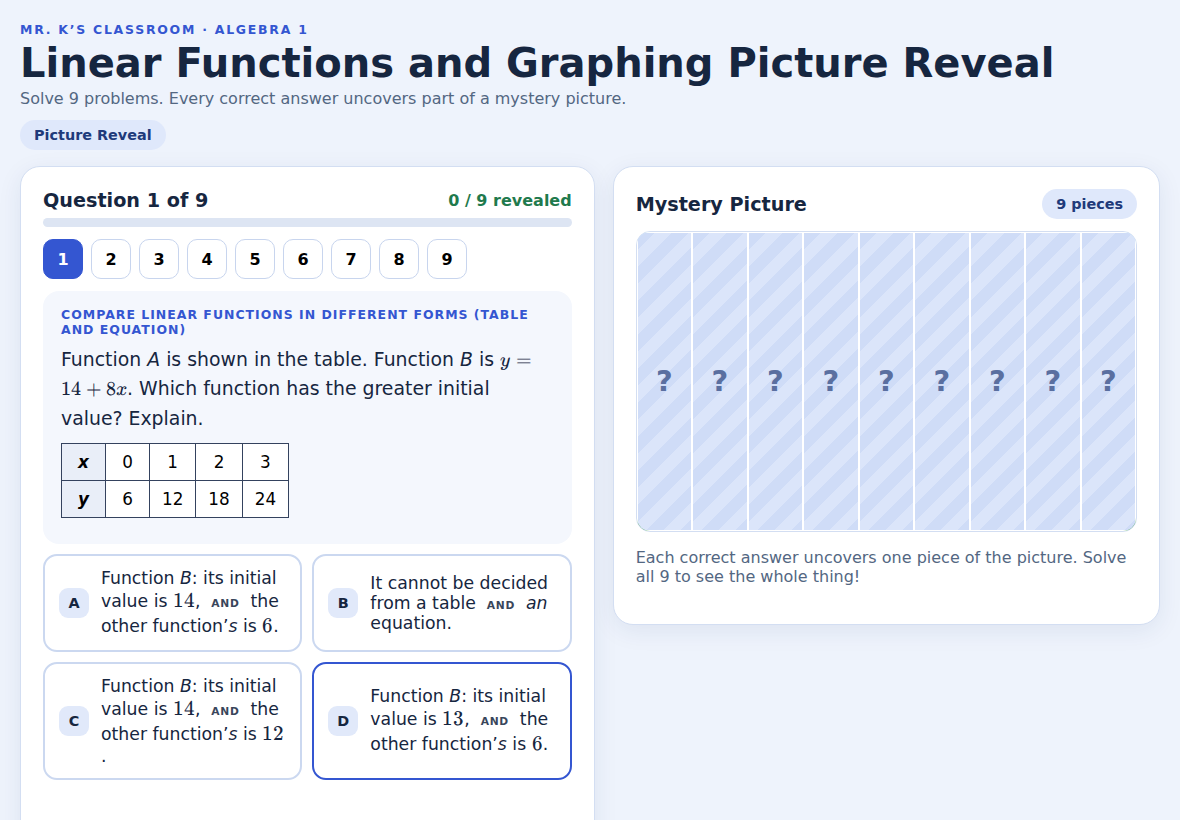 MR. K’S CLASSROOM · ALGEBRA 1
Linear Functions and Graphing Picture Reveal
Solve 9 problems. Every correct answer uncovers part of a mystery picture.
Picture Reveal
Question 1 of 9
0 / 9 revealed
1 2 3 4 5 6 7 8 9
COMPARE LINEAR FUNCTIONS IN DIFFERENT FORMS (TABLE
AND EQUATION)
Function A is shown in the table. Function B is y =
14 + 8x. Which function has the greater initial
value? Explain.
x 0 1 2 3
y 6 12 18 24
A
Function B: its initial
value is 14, AND the
other function’s is 6.
B
It cannot be decided
from a table AND an
equation.
C
Function B: its initial
value is 14, AND the
other function’s is 12
.
D
Function B: its initial
value is 13, AND the
other function’s is 6.
Mystery Picture
9 pieces
? ? ? ? ? ? ? ? ?
Each correct answer uncovers one piece of the picture. Solve
all 9 to see the whole thing!